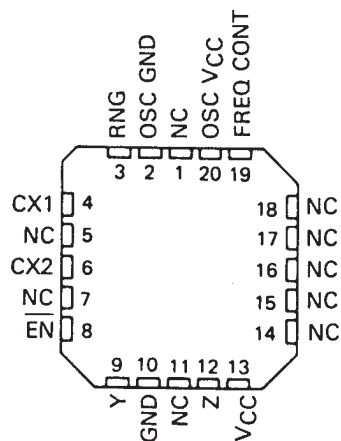 RNG
OSC GND
NC
OSC VCC
FREQ CONT
3 2 1 20 19
CX1 4
NC 5
CX2 6
NC 7
EN 8
18 NC
17 NC
16 NC
15 NC
14 NC
9 10 11 12 13
Y
GND
NC
Z
VCC